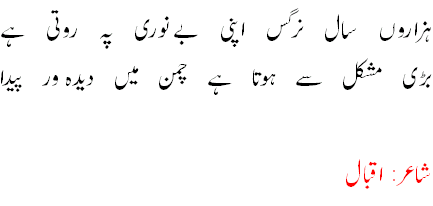 ہزاروں سال نرگس اپنی بے نوری پہ روتی ہے
بڑی مشکل سے ہوتا ہے چمن میں دیدہ ور پیدا
شاعر: اقبال